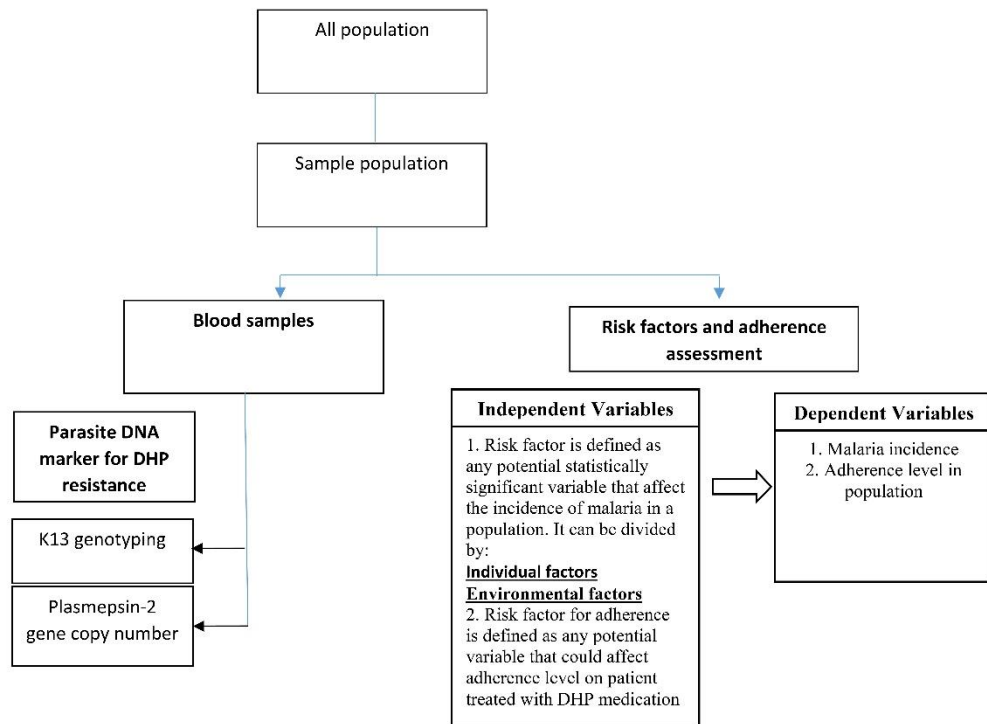 All population
Sample population
Blood samples
Risk factors and adherence
assessment
Parasite DNA
marker for DHP
resistance
K13 genotyping
Plasmepsin-2
gene copy number
Independent Variables
1. Risk factor is defined as
any potential statistically
significant variable that affect
the incidence of malaria in a
population. It can be divided
by:
Individual factors
Environmental factors
2. Risk factor for adherence
is defined as any potential
variable that could affect
adherence level on patient
treated with DHP medication
Dependent Variables
1. Malaria incidence
2. Adherence level in
population